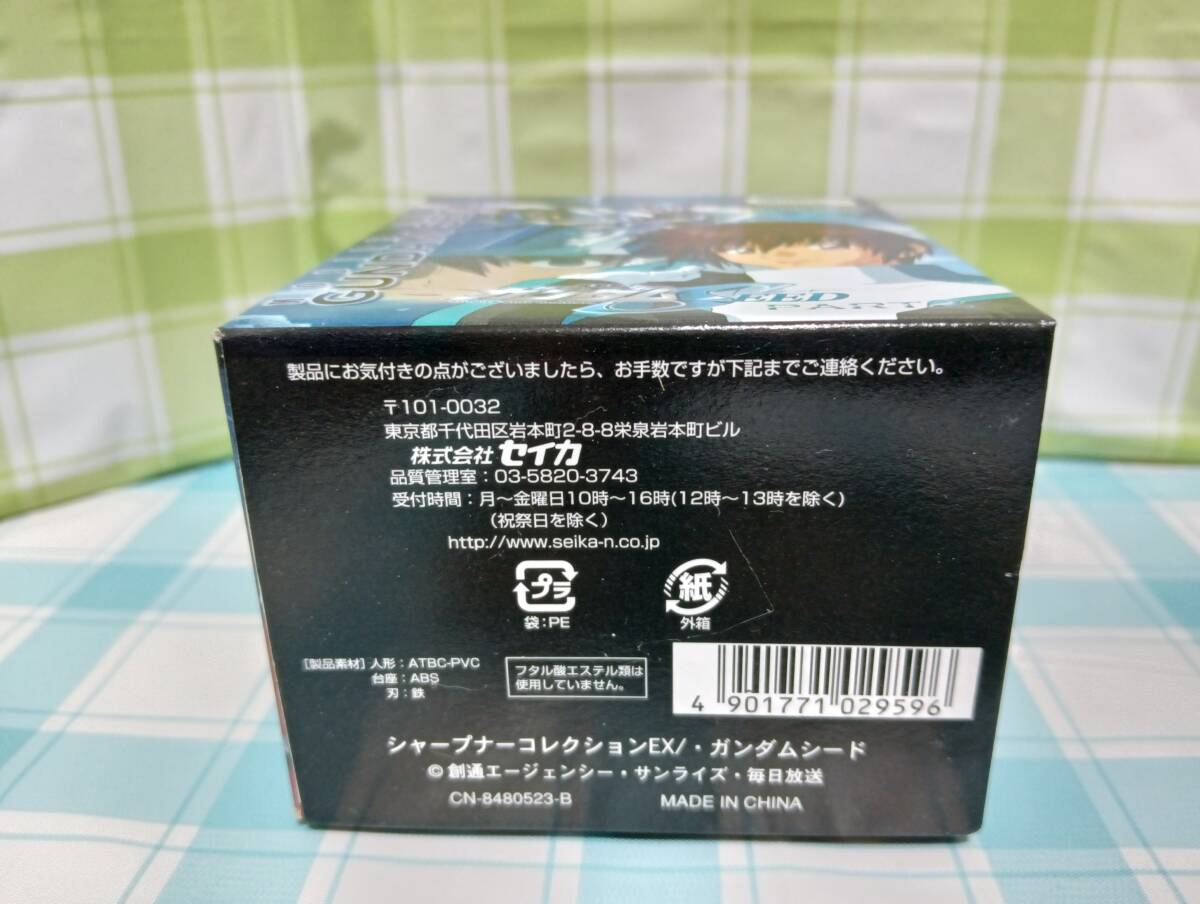 GUND
SEED
PART
製品にお気付きの点がございましたら、お手数ですが下記までご連絡ください。
〒101-0032
東京都千代田区岩本町2-8-8栄泉岩本町ビル
株式会社 セイカ
品質管理室：03-5820-3743
受付時間：月～金曜日10時～16時(12時～13時を除く)
(祝祭日を除く)
http://www.seika-n.co.jp
プラ
袋：PE
紙
外箱
[製品素材] 人形：ATBC-PVC
台座：ABS
刃：鉄
フタル酸エステル類は
使用していません。
4 901771 029596
シャープナーコレクションEX/・ガンダムシード
© 創通エージェンシー・サンライズ・毎日放送
CN-8480523-B MADE IN CHINA